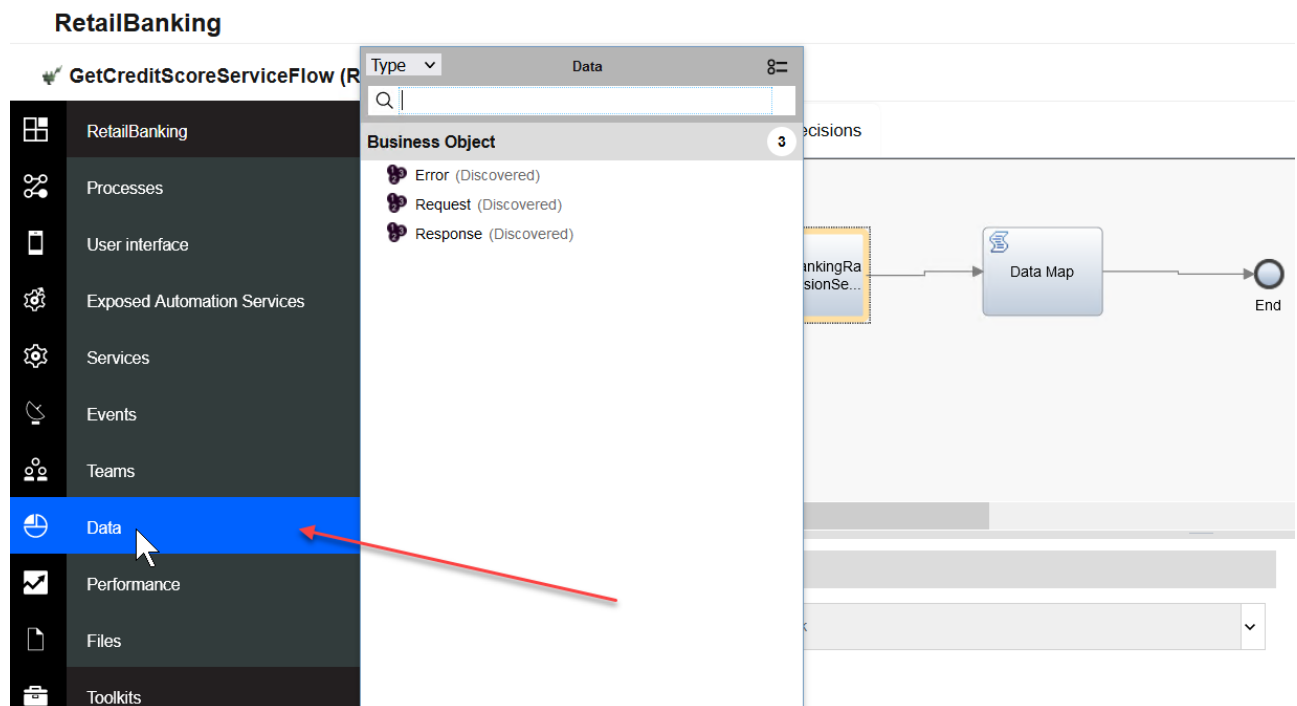 RetailBanking
GetCreditScoreServiceFlow (R
Type
Data
Business Object
3
Error (Discovered)
Request (Discovered)
Response (Discovered)
RetailBanking
Processes
User interface
Exposed Automation Services
Services
Events
Teams
Data
Performance
Files
Toolkits
ecisions
ankingRa
sionSe...
Data Map
End